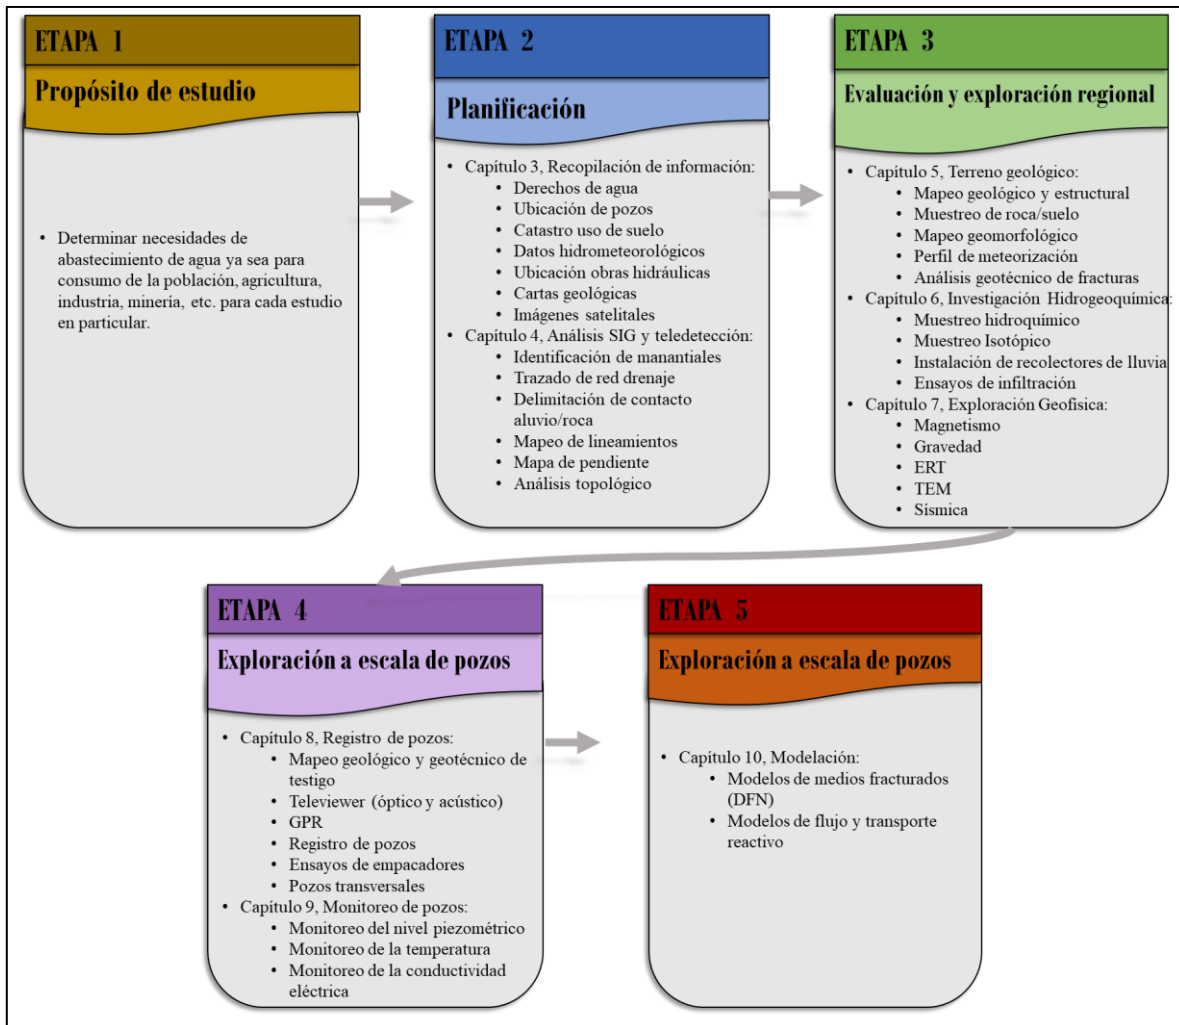 ETAPA 1
Propósito de estudio
• Determinar necesidades de
abastecimiento de agua ya sea para
consumo de la población, agricultura,
industria, minería, etc. para cada estudio
en particular.
ETAPA 2
Planificación
• Capítulo 3, Recopilación de información:
• Derechos de agua
• Ubicación de pozos
• Catastro uso de suelo
• Datos hidrometeorológicos
• Ubicación obras hidráulicas
• Cartas geológicas
• Imágenes satelitales
• Capítulo 4, Análisis SIG y teledetección:
• Identificación de manantiales
• Trazado de red drenaje
• Delimitación de contacto
aluvio/roca
• Mapeo de lineamientos
• Mapa de pendiente
• Análisis topológico
ETAPA 3
Evaluación y exploración regional
• Capítulo 5, Terreno geológico:
• Mapeo geológico y estructural
• Muestreo de roca/suelo
• Mapeo geomorfológico
• Perfil de meteorización
• Análisis geotécnico de fracturas
• Capítulo 6, Investigación Hidrogeoquímica:
• Muestreo hidroquímico
• Muestreo Isotópico
• Instalación de recolectores de lluvia
• Ensayos de infiltración
• Capítulo 7, Exploración Geofísica:
• Magnetismo
• Gravedad
• ERT
• TEM
• Sísmica
ETAPA 4
Exploración a escala de pozos
• Capítulo 8, Registro de pozos:
• Mapeo geológico y geotécnico de
testigo
• Televiewer (óptico y acústico)
• GPR
• Registro de pozos
• Ensayos de empacadores
• Pozos transversales
• Capítulo 9, Monitoreo de pozos:
• Monitoreo del nivel piezométrico
• Monitoreo de la temperatura
• Monitoreo de la conductividad
eléctrica
ETAPA 5
Exploración a escala de pozos
• Capítulo 10, Modelación:
• Modelos de medios fracturados
(DFN)
• Modelos de flujo y transporte
reactivo